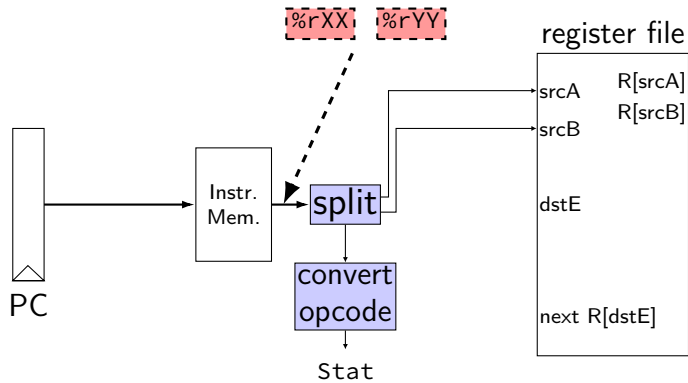 %rXX %rYY
register file
srcA R[srcA]
R[srcB]
srcB
Instr.
Mem.
split
dstE
PC
convert
opcode
next R[dstE]
Stat